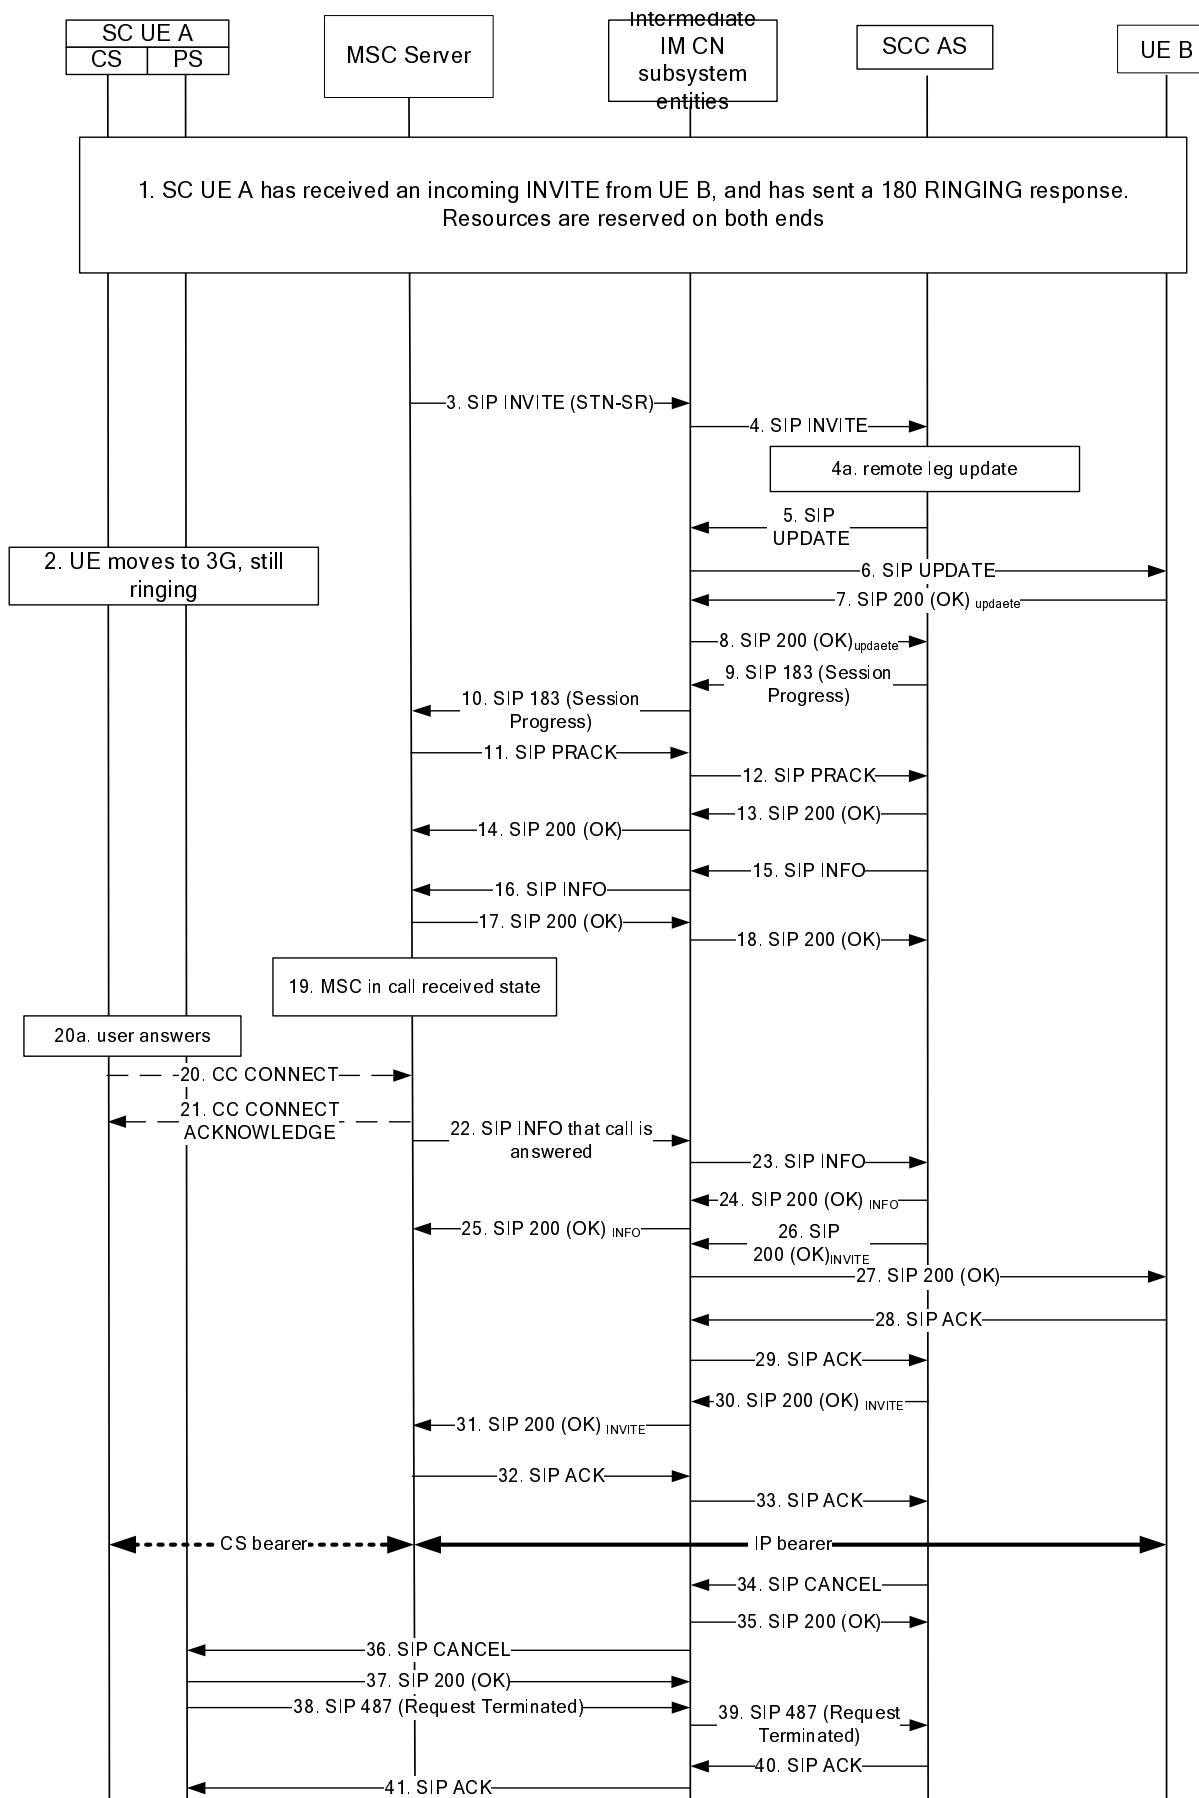 SC UE A
CS
PS
MSC Server
Intermediate
IM CN
subsystem
entities
SCC AS
UE B
1. SC UE A has received an incoming INVITE from UE B, and has sent a 180 RINGING response.
Resources are reserved on both ends
3. SIP INVITE (STN-SR)
4. SIP INVITE
4a. remote leg update
5. SIP
UPDATE
2. UE moves to 3G, still
ringing
6. SIP UPDATE
7. SIP 200 (OK) updaete
8. SIP 200 (OK)updaete
9. SIP 183 (Session
Progress)
10. SIP 183 (Session
Progress)
11. SIP PRACK
12. SIP PRACK
13. SIP 200 (OK)
14. SIP 200 (OK)
15. SIP INFO
16. SIP INFO
17. SIP 200 (OK)
18. SIP 200 (OK)
19. MSC in call received state
20a. user answers
20. CC CONNECT
21. CC CONNECT
ACKNOWLEDGE
22. SIP INFO that call is
answered
23. SIP INFO
24. SIP 200 (OK) INFO
25. SIP 200 (OK) INFO
26. SIP
200 (OK)INVITE
27. SIP 200 (OK)
28. SIP ACK
29. SIP ACK
30. SIP 200 (OK) INVITE
31. SIP 200 (OK) INVITE
32. SIP ACK
33. SIP ACK
CS bearer
IP bearer
34. SIP CANCEL
35. SIP 200 (OK)
36. SIP CANCEL
37. SIP 200 (OK)
38. SIP 487 (Request Terminated)
39. SIP 487 (Request
Terminated)
40. SIP ACK
41. SIP ACK